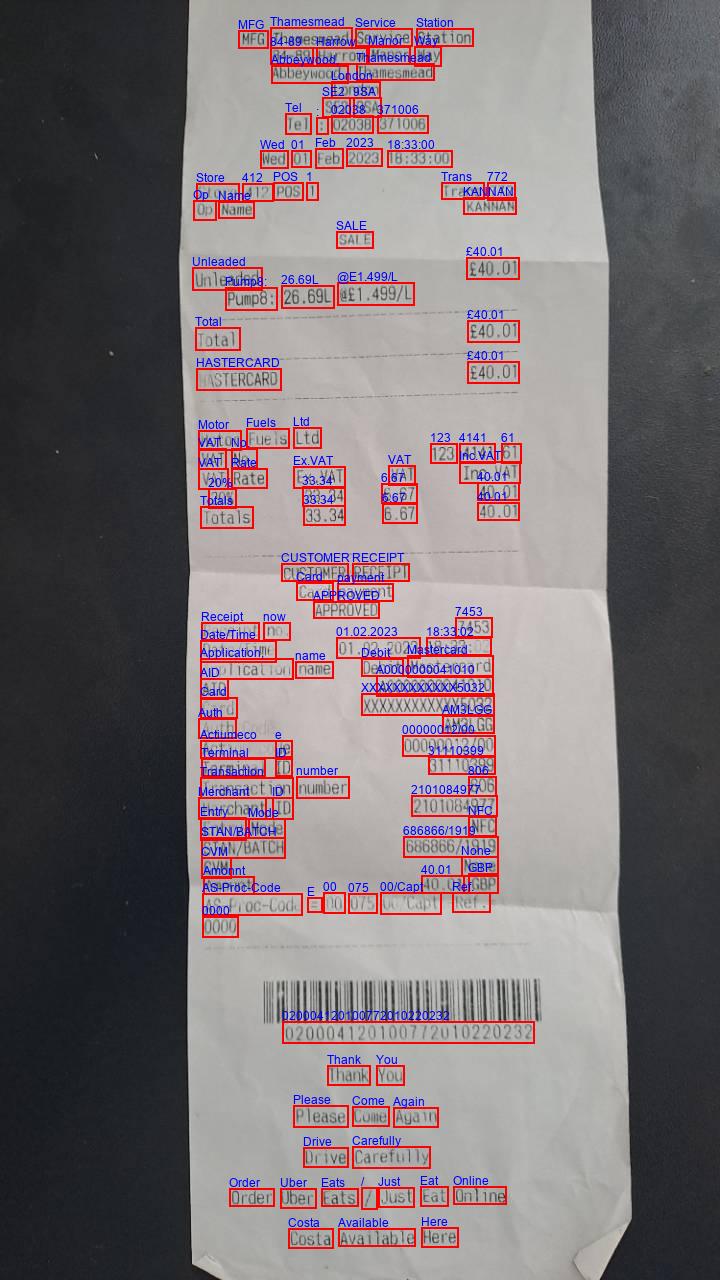 MFG Thamesmead Service Station
84-89 Harrow Manor Way
Abbeywood Thamesmead
London
SE2 9SA
Tel : 02038 371006
Wed 01 Feb 2023 18:33:00
Store 412 POS 1 Trans 772
Op Name KANNAN
SALE
Unleaded £40.01
Pump8: 26.69L @£1.499/L
Total £40.01
MASTERCARD £40.01
Motor Fuels Ltd
VAT No. 123 4141 61
VAT Rate Ex.VAT VAT Inc.VAT
20% 33.34 6.67 40.01
Totals 33.34 6.67 40.01
CUSTOMER RECEIPT
Card payment
APPROVED
Receipt no. 7453
Date/Time 01.02.2023 18:33:02
Application name Debit Mastercard
AID A0000000041010
Card XXXXXXXXXXXX5032
Auth Code AM3LGG
00000012/00
Terminal ID 31110399
Transaction number 806
Merchant ID 2101084977
Entry Mode NFC
STAN/BATCH 686866/1919
CVM None
Amount 40.01 GBP
AS-Proc-Code = 00 075 00/Capt Ref.
0000
020004120100772010220232
Thank You
Please Come Again
Drive Carefully
Order Uber Eats / Just Eat Online
Costa Available Here